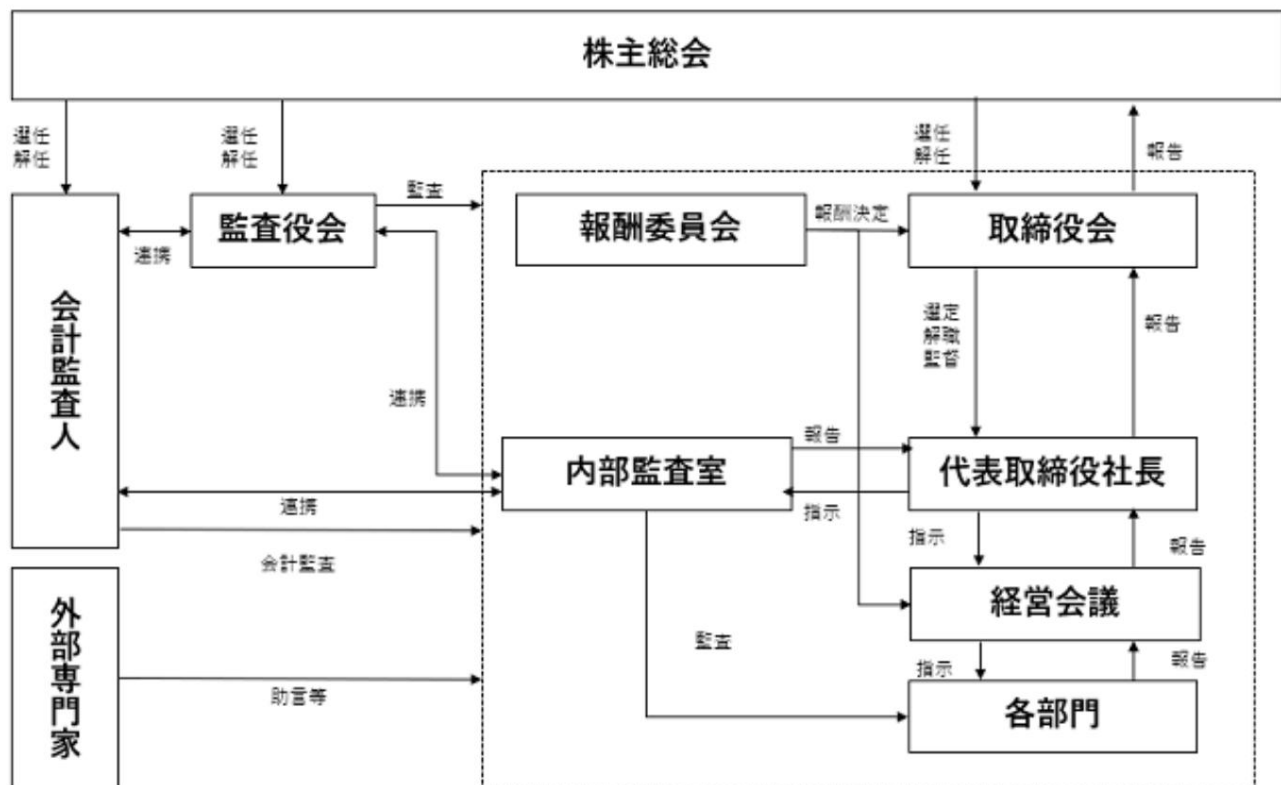 株主総会
選任
解任
選任
解任
選任
解任
報告
監査
監査役会
報酬委員会
報酬決定
取締役会
連携
会計監査人
選定
解職
監督
報告
連携
内部監査室
報告
代表取締役社長
連携
指示
会計監査
指示
報告
経営会議
外部専門家
監査
指示
報告
助言等
各部門